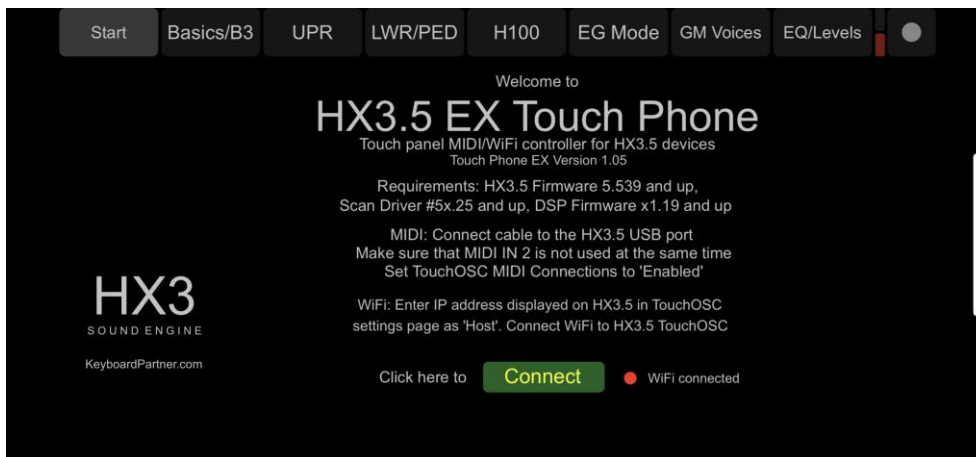 Start
Basics/B3
UPR
LWR/PED
H100
EG Mode
GM Voices
EQ/Levels
Welcome to
HX3.5 EX Touch Phone
Touch panel MIDI/WiFi controller for HX3.5 devices
Touch Phone EX Version 1.05
Requirements: HX3.5 Firmware 5.539 and up,
Scan Driver #5x.25 and up, DSP Firmware x1.19 and up
MIDI: Connect cable to the HX3.5 USB port
Make sure that MIDI IN 2 is not used at the same time
Set TouchOSC MIDI Connections to 'Enabled'
HX3
SOUND ENGINE
KeyboardPartner.com
WiFi: Enter IP address displayed on HX3.5 in TouchOSC
settings page as 'Host'. Connect WiFi to HX3.5 TouchOSC
Click here to
Connect
WiFi connected